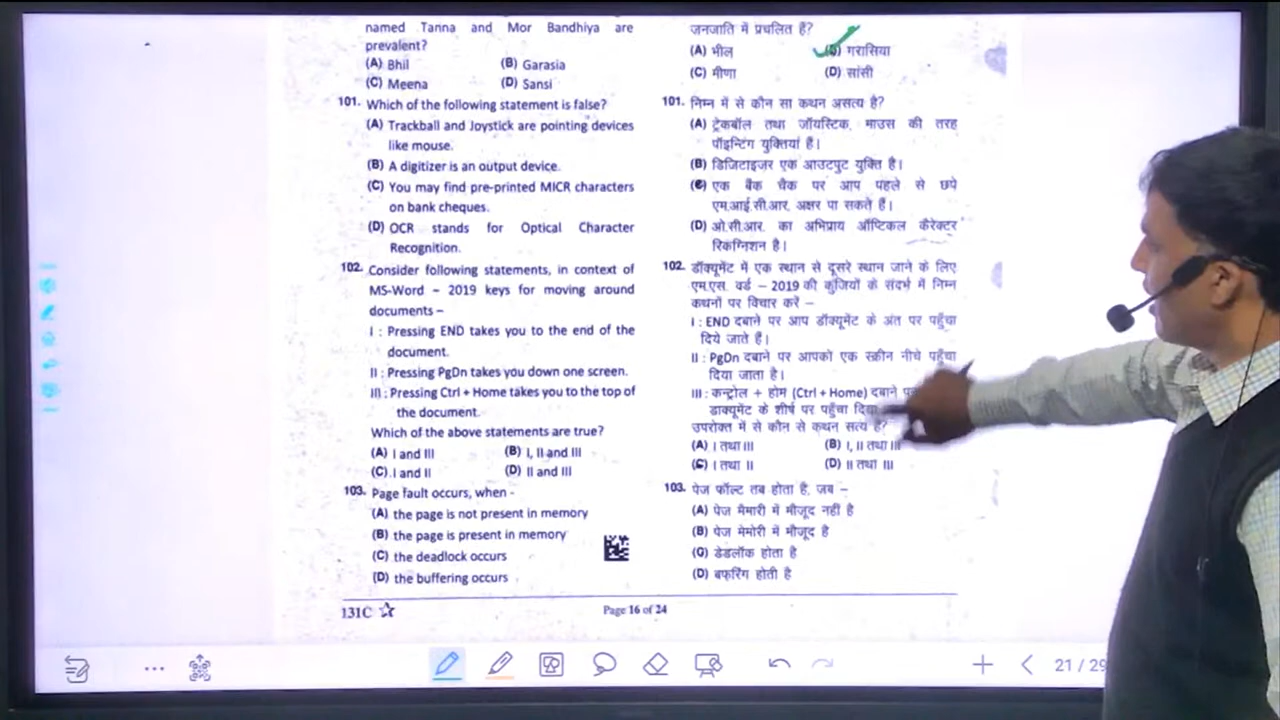 named Tanna and Mor Bandhiya are
prevalent?
(A) Bhil (B) Garasia
(C) Meena (D) Sansi
101. Which of the following statement is false?
(A) Trackball and Joystick are pointing devices
like mouse.
(B) A digitizer is an output device.
(C) You may find pre-printed MICR characters
on bank cheques.
(D) OCR stands for Optical Character
Recognition.
102. Consider following statements, in context of
MS-Word – 2019 keys for moving around
documents –
I : Pressing END takes you to the end of the
document.
II : Pressing PgDn takes you down one screen.
III : Pressing Ctrl + Home takes you to the top of
the document.
Which of the above statements are true?
(A) I and III (B) I, II and III
(C) I and II (D) II and III
103. Page fault occurs, when -
(A) the page is not present in memory
(B) the page is present in memory
(C) the deadlock occurs
(D) the buffering occurs
जनजाति में प्रचलित हैं?
(A) भील (B) गरासिया
(C) मीणा (D) सांसी
101. निम्न में से कौन सा कथन असत्य है?
(A) ट्रेकबॉल तथा जॉयस्टिक, माउस की तरह
पॉइन्टिंग युक्तियां हैं।
(B) डिजिटाइजर एक आउटपुट युक्ति है।
(C) एक बैंक चैक पर आप पहले से छपे
एम.आई.सी.आर. अक्षर पा सकते हैं।
(D) ओ.सी.आर. का अभिप्राय ऑप्टिकल कैरेक्टर
रिकग्निशन है।
102. डॉक्यूमेंट में एक स्थान से दूसरे स्थान जाने के लिए
एम.एस. वर्ड – 2019 की कुंजियों के संदर्भ में निम्न
कथनों पर विचार करें –
I : END दबाने पर आप डॉक्यूमेंट के अंत पर पहुँचा
दिये जाते हैं।
II : PgDn दबाने पर आपको एक स्क्रीन नीचे पहुँचा
दिया जाता है।
III : कन्ट्रोल + होम (Ctrl + Home) दबाने
डाक्यूमेंट के शीर्ष पर पहुँचा दिया
उपरोक्त में से कौन से कथन सत्य हैं?
(A) I तथा III (B) I, II तथा III
(C) I तथा II (D) II तथा III
103. पेज फॉल्ट तब होता है, जब –
(A) पेज मैमारी में मौजूद नहीं है
(B) पेज मेमोरी में मौजूद है
(C) डेडलॉक होता है
(D) बफरिंग होती है
131C Page 16 of 24
21 / 29